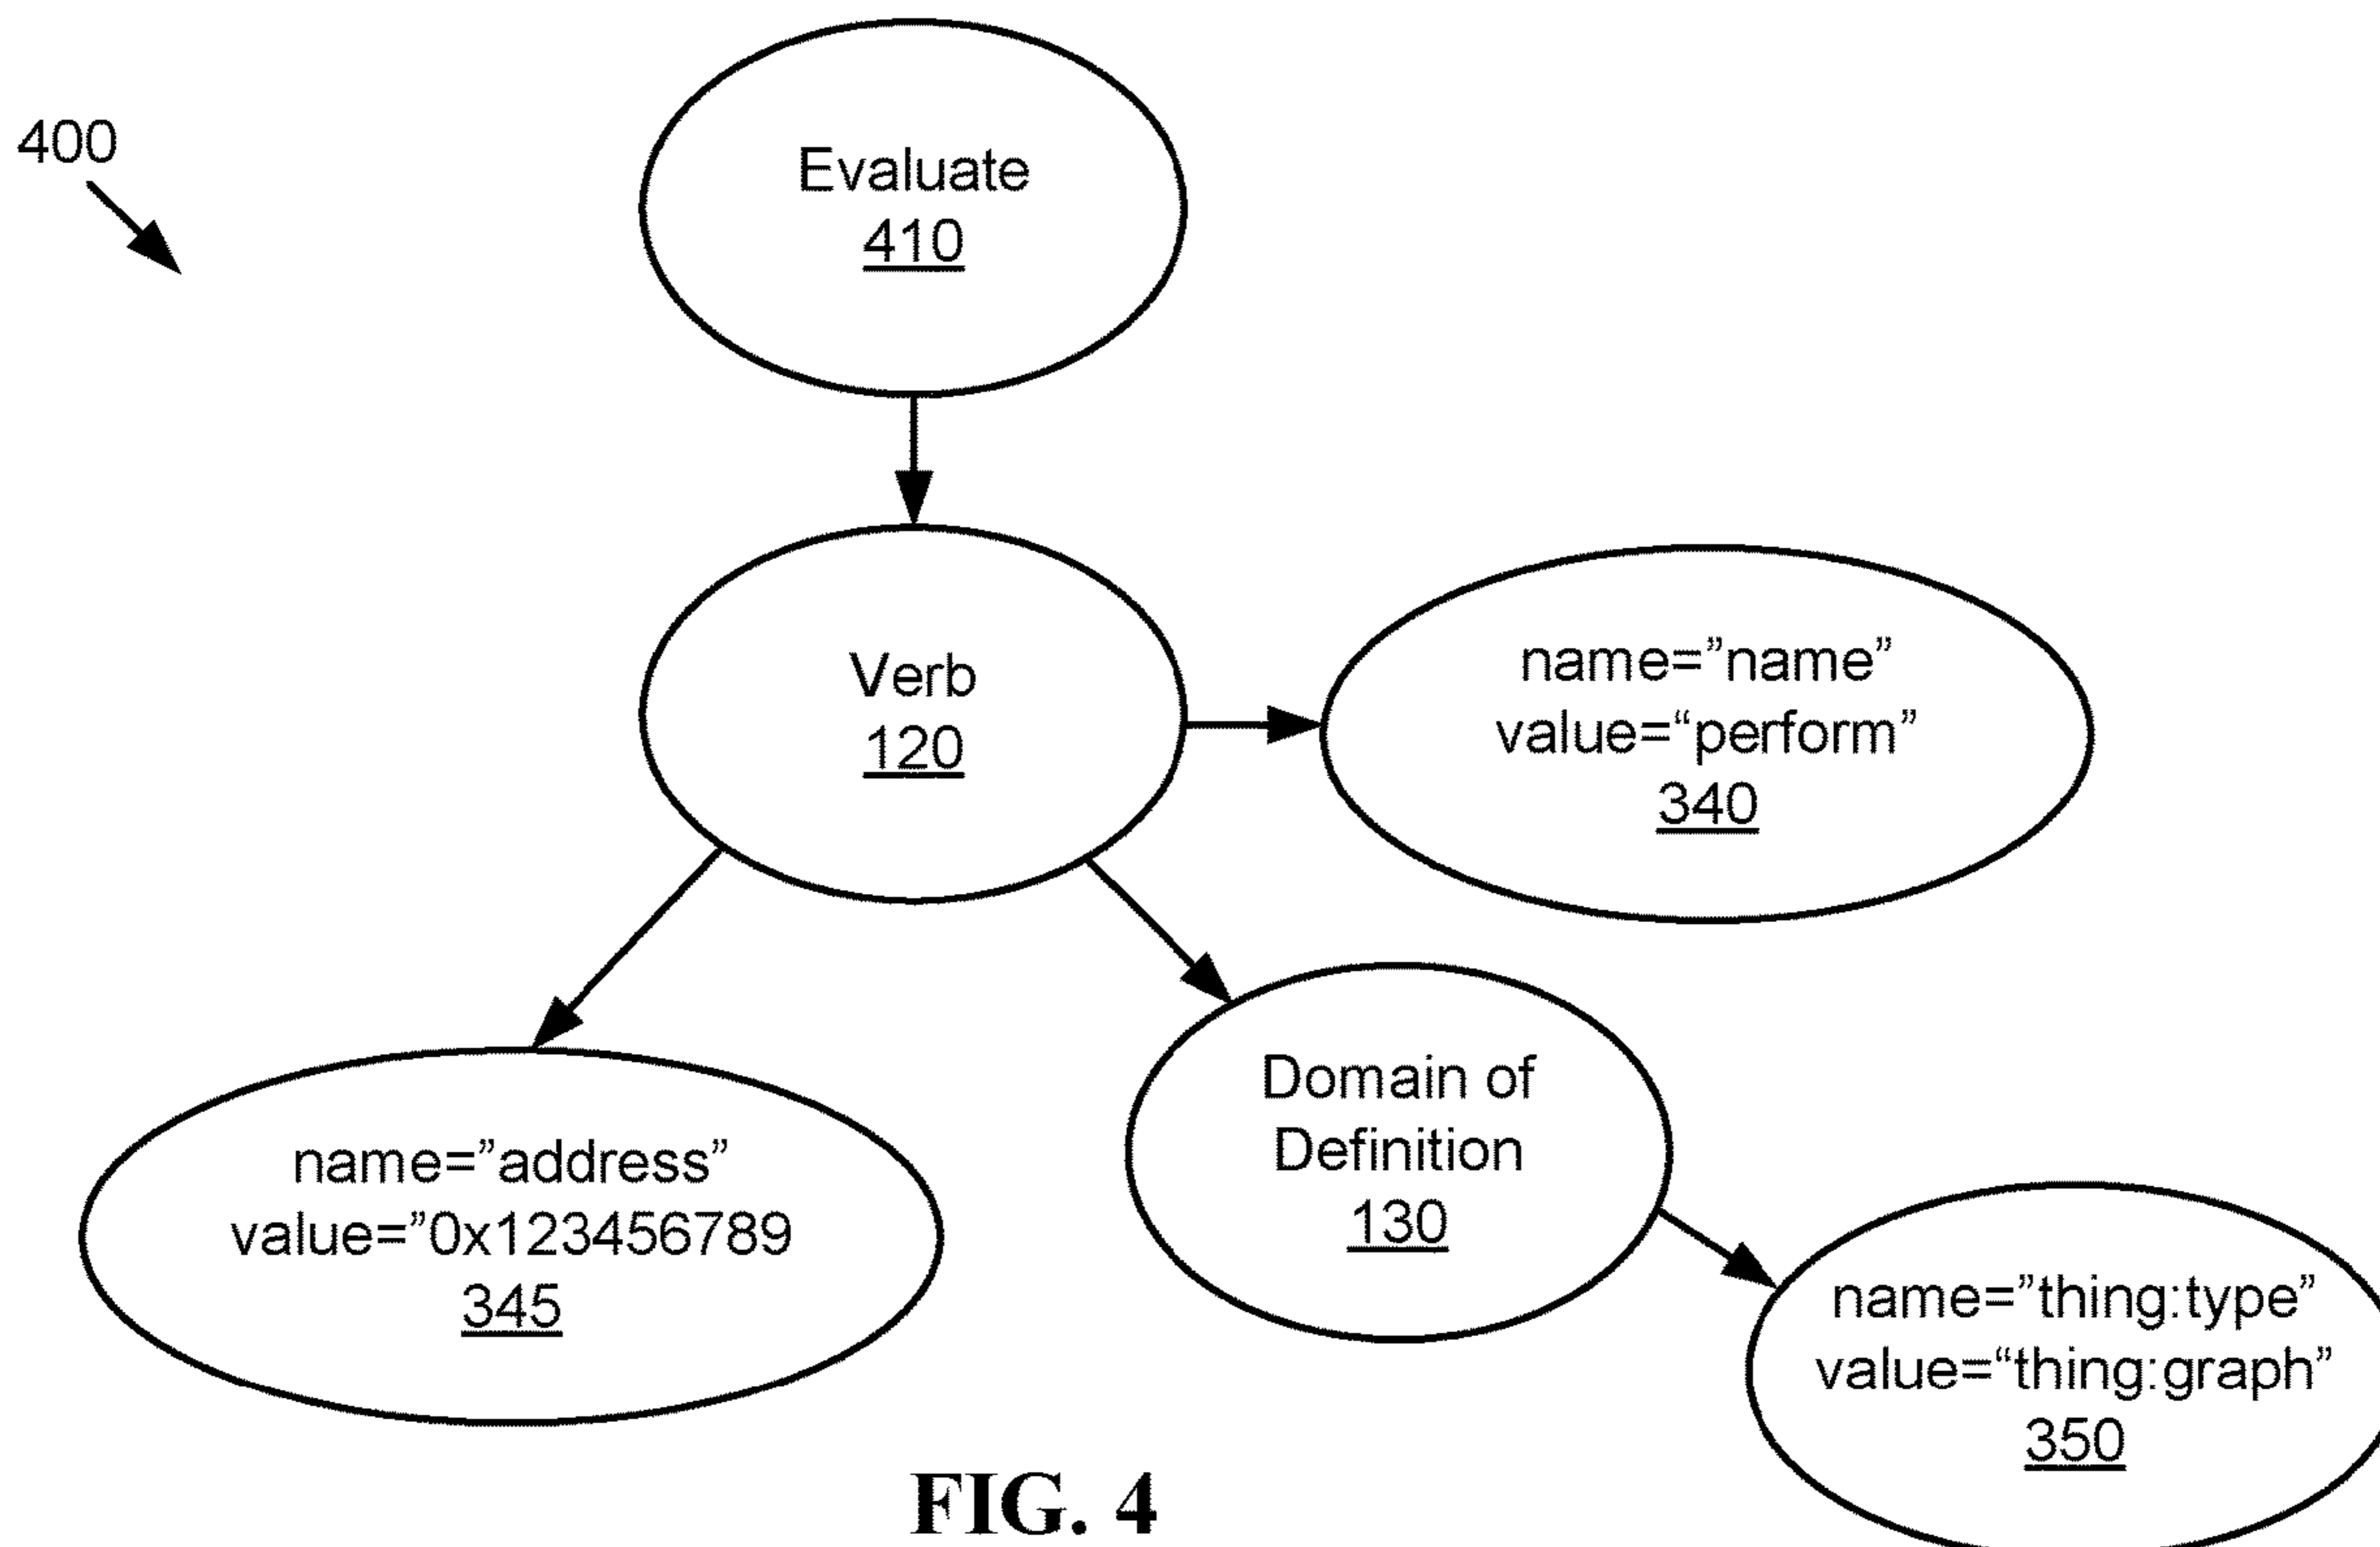 400
Evaluate
410
Verb
120
name=”name”
value=“perform”
340
Domain of
Definition
130
name=”address”
value=”0x123456789
345
name=”thing:type”
value=“thing:graph”
350
FIG. 4